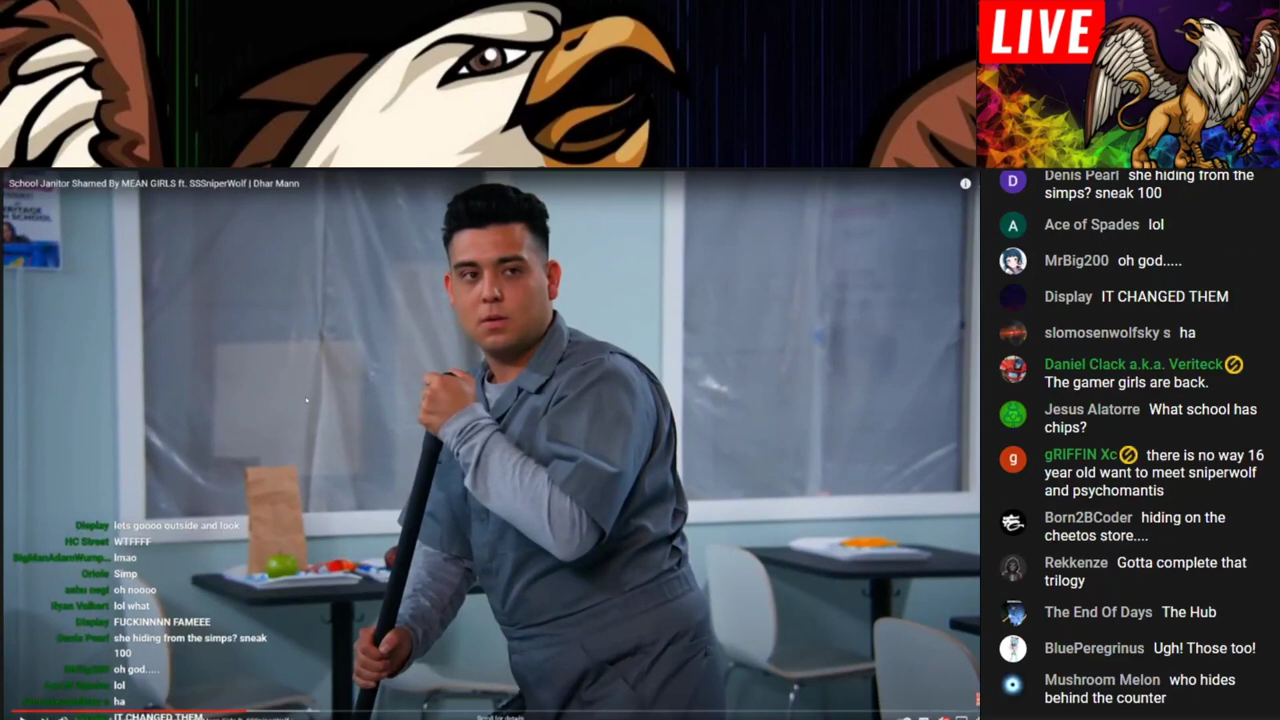 LIVE
School Janitor Shamed By MEAN GIRLS ft. SSSniperWolf | Dhar Mann
Denis Pearl she hiding from the
simps? sneak 100
A Ace of Spades lol
MrBig200 oh god.....
Display IT CHANGED THEM
slomosenwolfsky s ha
Daniel Clack a.k.a. Veriteck
The gamer girls are back.
Jesus Alatorre What school has
chips?
g gRIFFIN Xc there is no way 16
year old want to meet sniperwolf
and psychomantis
Born2BCoder hiding on the
cheetos store....
Rekkenze Gotta complete that
trilogy
The End Of Days The Hub
BluePeregrinus Ugh! Those too!
Mushroom Melon who hides
behind the counter
Display lets goooo outside and look
HC Street WTFFFF
BigManAdamWump... lmao
Oriole Simp
oh noooo
Ryan Volkert lol what
Display FUCKINNNN FAMEEE
Denis Pearl she hiding from the simps? sneak
100
MrBig200 oh god.....
lol
ha
IT CHANGED THEM
Scroll for details